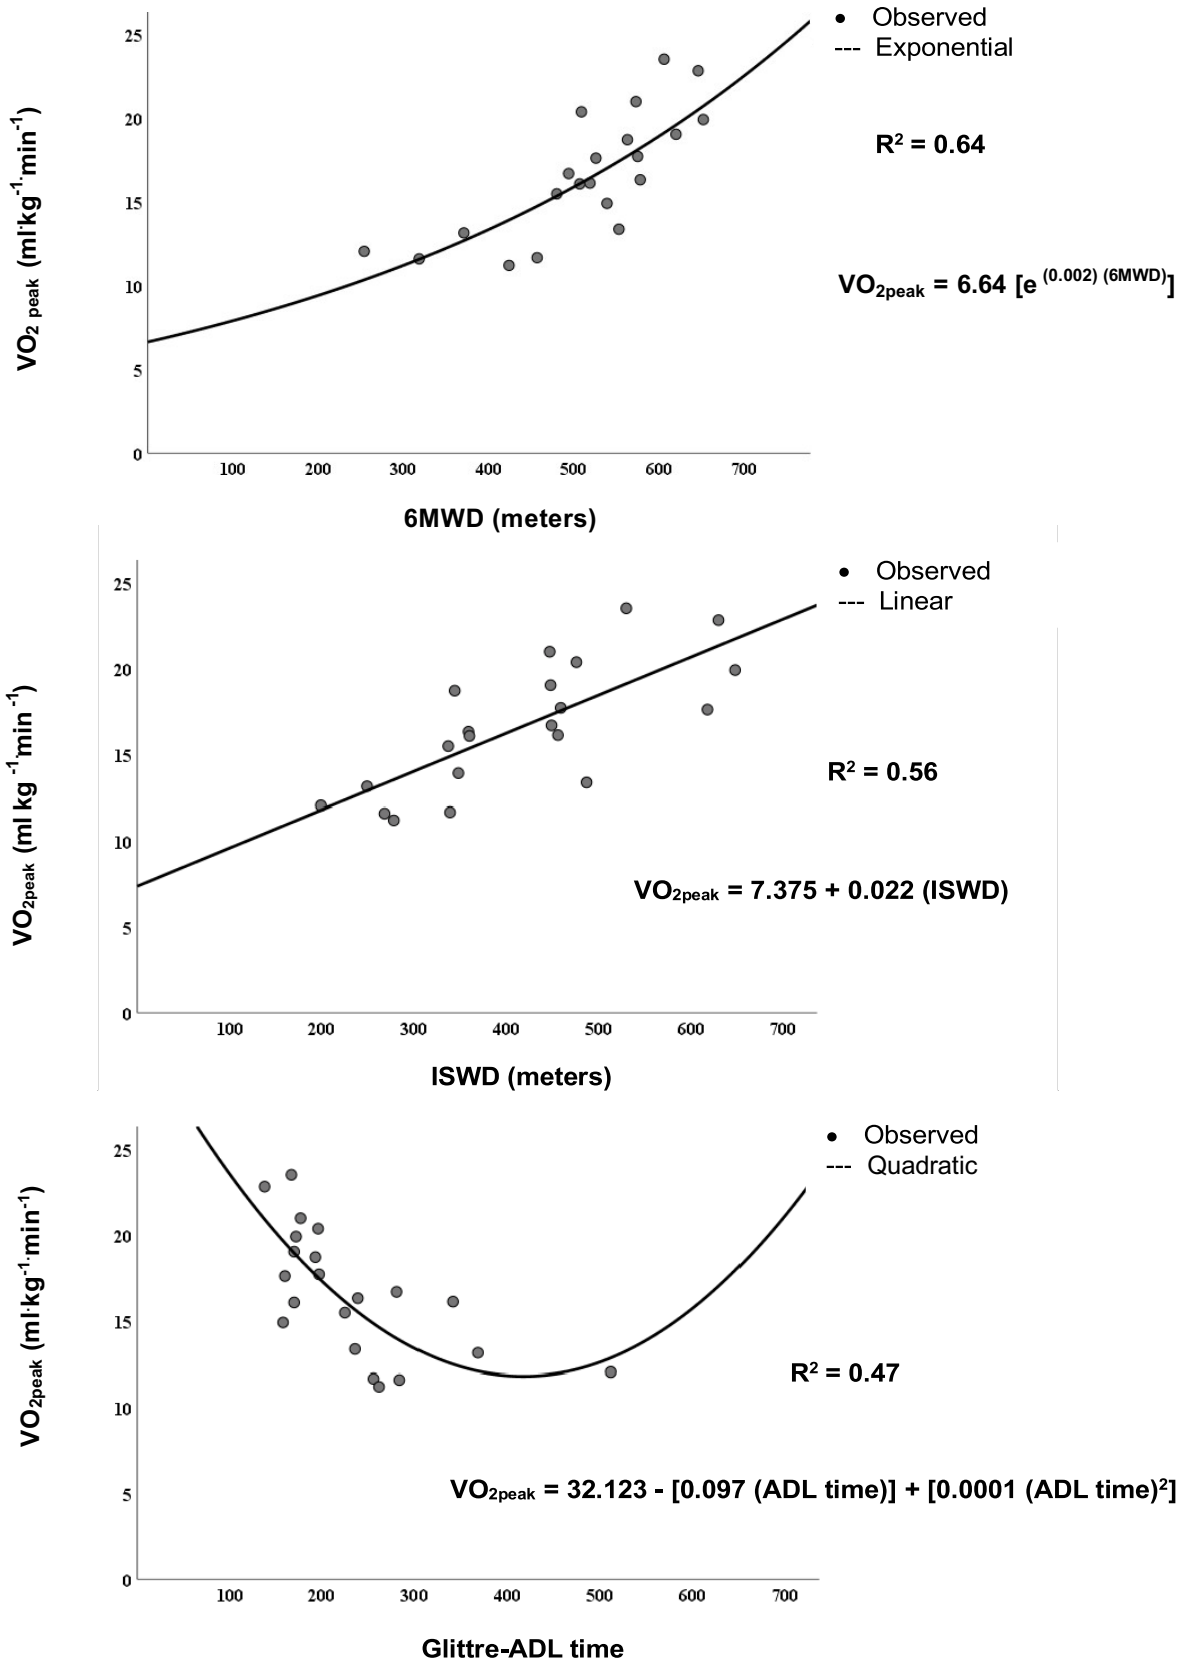 ● Observed
--- Exponential
25
20
15
10
5
0
VO2 peak (ml·kg-1·min-1)
R2 = 0.64
VO2peak = 6.64 [e (0.002) (6MWD)]
100 200 300 400 500 600 700
6MWD (meters)
● Observed
--- Linear
25
20
15
10
5
0
VO2peak (ml kg -1·min -1)
R2 = 0.56
VO2peak = 7.375 + 0.022 (ISWD)
100 200 300 400 500 600 700
ISWD (meters)
● Observed
--- Quadratic
25
20
15
10
5
0
VO2peak (ml·kg-1·min-1)
R2 = 0.47
VO2peak = 32.123 - [0.097 (ADL time)] + [0.0001 (ADL time)2]
100 200 300 400 500 600 700
Glittre-ADL time